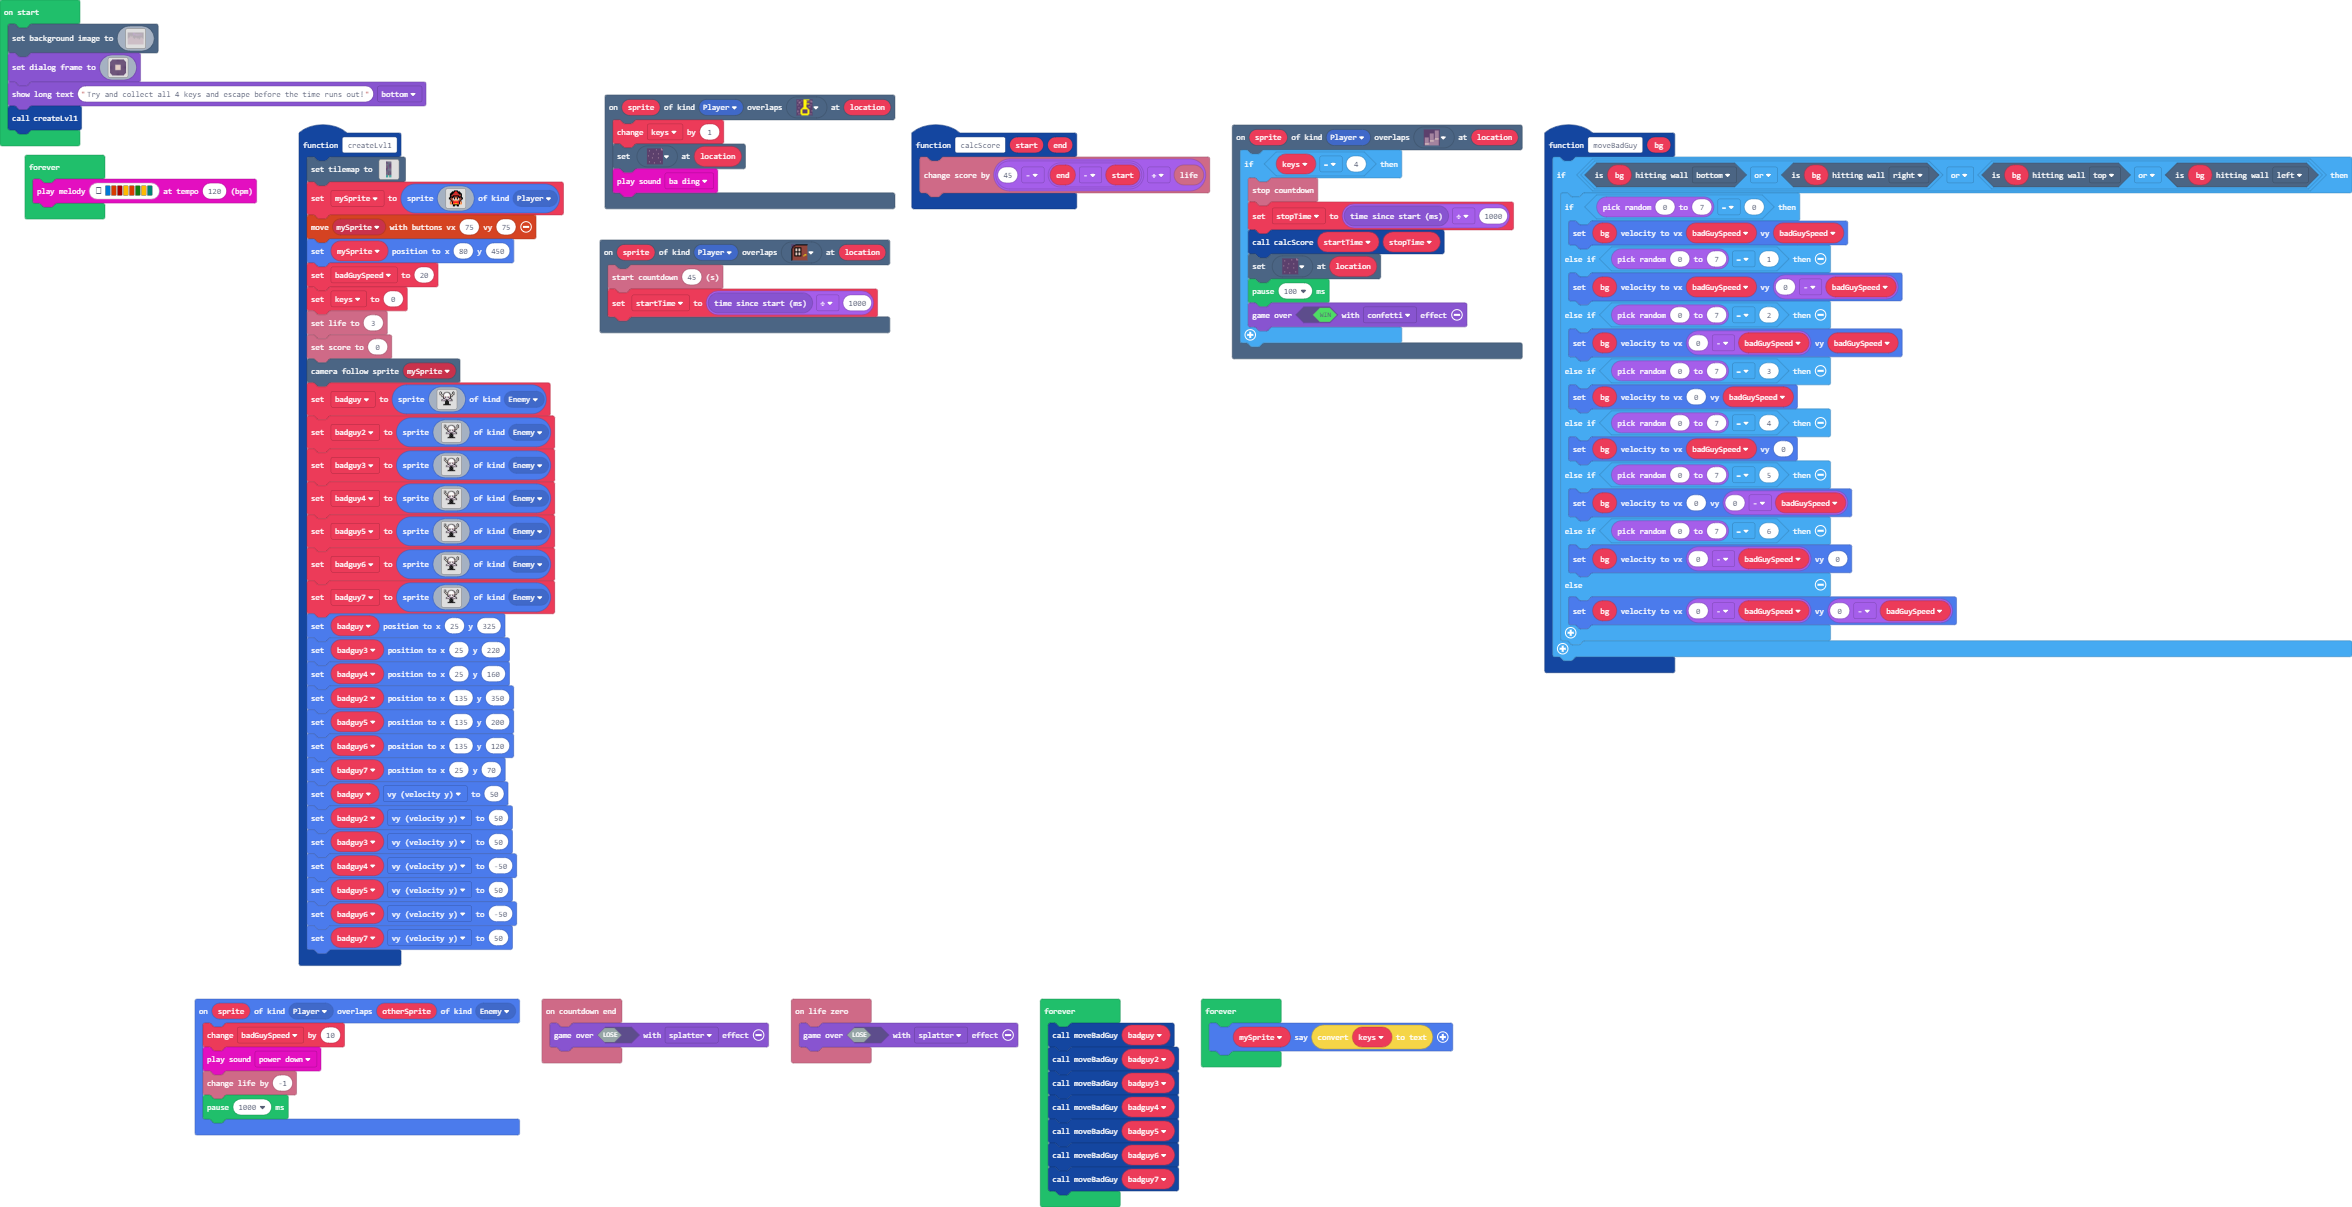 on start
set background image to
set dialog frame to
show long text "Try and collect all 4 keys and escape before the time runs out!" bottom
call createLvl1
forever
play melody at tempo 120 (bpm)
function createLvl1
set tilemap to
set mySprite to sprite of kind Player
move mySprite with buttons vx 75 vy 75
set mySprite position to x 80 y 450
set badGuySpeed to 20
set keys to 0
set life to 3
set score to 0
camera follow sprite mySprite
set badguy to sprite of kind Enemy
set badguy2 to sprite of kind Enemy
set badguy3 to sprite of kind Enemy
set badguy4 to sprite of kind Enemy
set badguy5 to sprite of kind Enemy
set badguy6 to sprite of kind Enemy
set badguy7 to sprite of kind Enemy
set badguy position to x 25 y 325
set badguy3 position to x 25 y 220
set badguy4 position to x 25 y 160
set badguy2 position to x 135 y 350
set badguy5 position to x 135 y 200
set badguy6 position to x 135 y 120
set badguy7 position to x 25 y 70
set badguy vy (velocity y) to 50
set badguy2 vy (velocity y) to 50
set badguy3 vy (velocity y) to 50
set badguy4 vy (velocity y) to -50
set badguy5 vy (velocity y) to 50
set badguy6 vy (velocity y) to -50
set badguy7 vy (velocity y) to 50
on sprite of kind Player overlaps at location
change keys by 1
set at location
play sound ba ding
on sprite of kind Player overlaps at location
start countdown 45 (s)
set startTime to time since start (ms) ÷ 1000
function calcScore start end
change score by 45 - end - start + life
on sprite of kind Player overlaps at location
if keys = 4 then
stop countdown
set stopTime to time since start (ms) ÷ 1000
call calcScore startTime stopTime
set at location
pause 100 ms
game over WIN with confetti effect
function moveBadGuy bg
if is bg hitting wall bottom or is bg hitting wall right or is bg hitting wall top or is bg hitting wall left then
if pick random 0 to 7 = 0 then
set bg velocity to vx badGuySpeed vy badGuySpeed
else if pick random 0 to 7 = 1 then
set bg velocity to vx badGuySpeed vy 0 - badGuySpeed
else if pick random 0 to 7 = 2 then
set bg velocity to vx 0 - badGuySpeed vy badGuySpeed
else if pick random 0 to 7 = 3 then
set bg velocity to vx 0 vy badGuySpeed
else if pick random 0 to 7 = 4 then
set bg velocity to vx badGuySpeed vy 0
else if pick random 0 to 7 = 5 then
set bg velocity to vx 0 vy 0 - badGuySpeed
else if pick random 0 to 7 = 6 then
set bg velocity to vx 0 - badGuySpeed vy 0
else
set bg velocity to vx 0 - badGuySpeed vy 0 - badGuySpeed
on sprite of kind Player overlaps otherSprite of kind Enemy
change badGuySpeed by 10
play sound power down
change life by -1
pause 1000 ms
on countdown end
game over LOSE with splatter effect
on life zero
game over LOSE with splatter effect
forever
call moveBadGuy badguy
call moveBadGuy badguy2
call moveBadGuy badguy3
call moveBadGuy badguy4
call moveBadGuy badguy5
call moveBadGuy badguy6
call moveBadGuy badguy7
forever
mySprite say convert keys to text